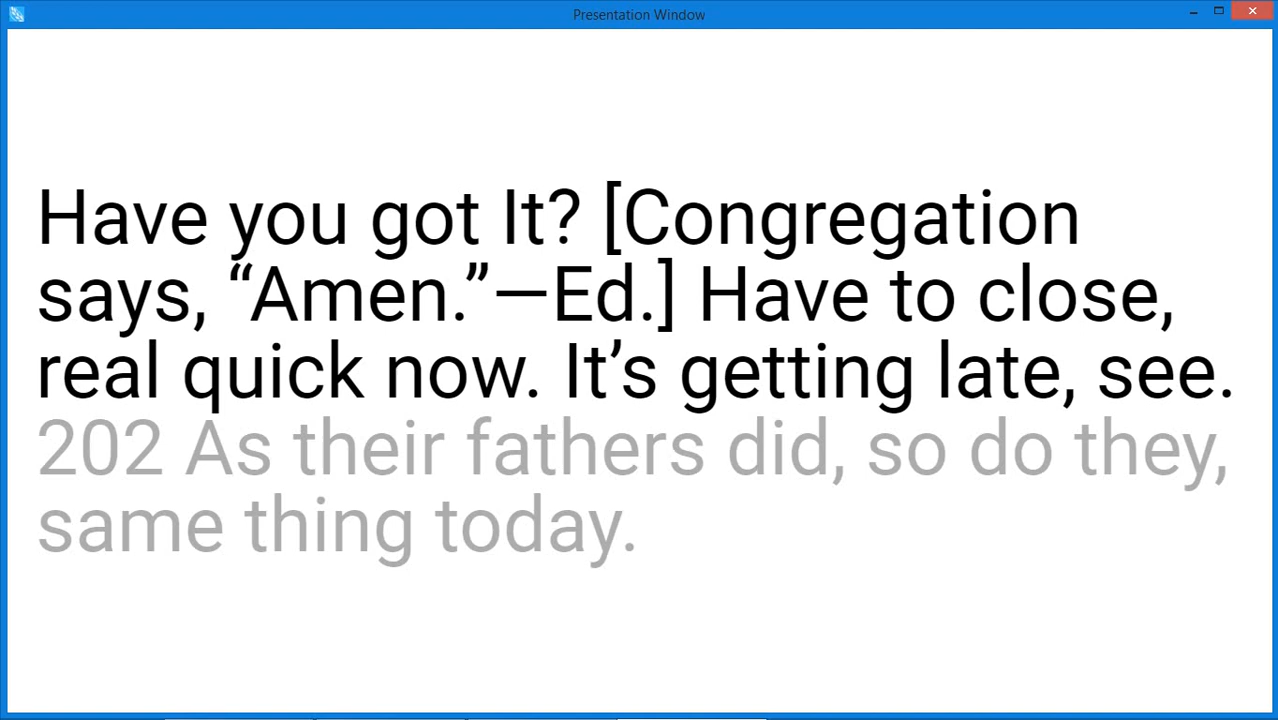 Presentation Window
Have you got It? [Congregation
says, “Amen.”—Ed.] Have to close,
real quick now. It’s getting late, see.
202 As their fathers did, so do they,
same thing today.